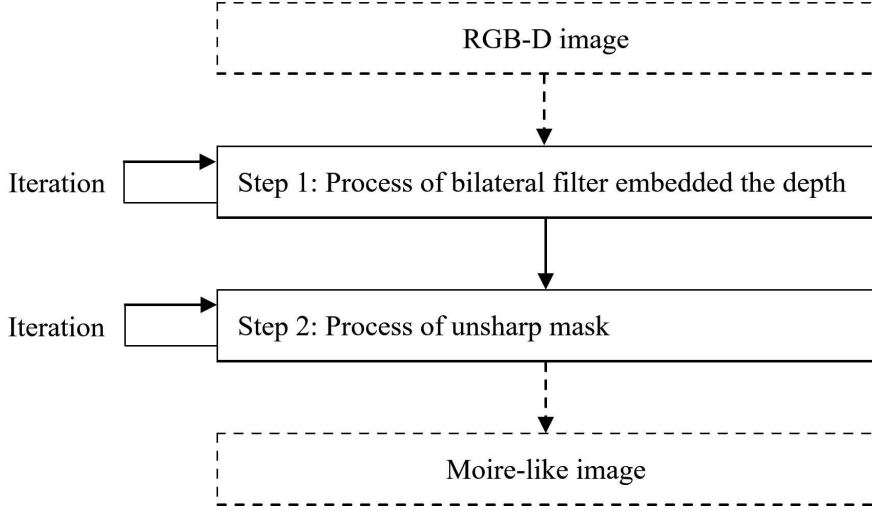 RGB-D image
Iteration
Step 1: Process of bilateral filter embedded the depth
Iteration
Step 2: Process of unsharp mask
Moire-like image